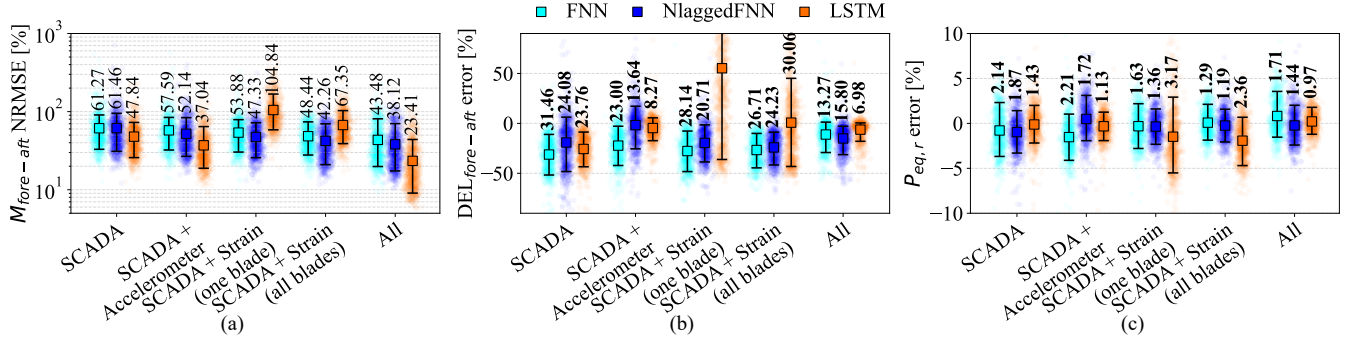 FNN NlaggedFNN LSTM
M_fore−aft NRMSE [%]
10³
10²
10¹
61.27 61.46 47.84 57.59 52.14 37.04 53.88 47.33 104.84 48.44 42.26 67.35 43.48 38.12 23.41
SCADA
SCADA +
Accelerometer
SCADA + Strain
(one blade)
SCADA + Strain
(all blades)
All
(a)
DEL_fore−aft error [%]
50
0
−50
31.46 24.08 23.76 23.00 13.64 8.27 28.14 20.71 26.71 24.23 30.06 13.27 15.80 6.98
SCADA
SCADA +
Accelerometer
SCADA + Strain
(one blade)
SCADA + Strain
(all blades)
All
(b)
P_eq,r error [%]
10
5
0
−5
−10
2.14 1.87 1.43 2.21 1.72 1.13 1.63 1.36 3.17 1.29 1.19 2.36 1.71 1.44 0.97
SCADA
SCADA +
Accelerometer
SCADA + Strain
(one blade)
SCADA + Strain
(all blades)
All
(c)